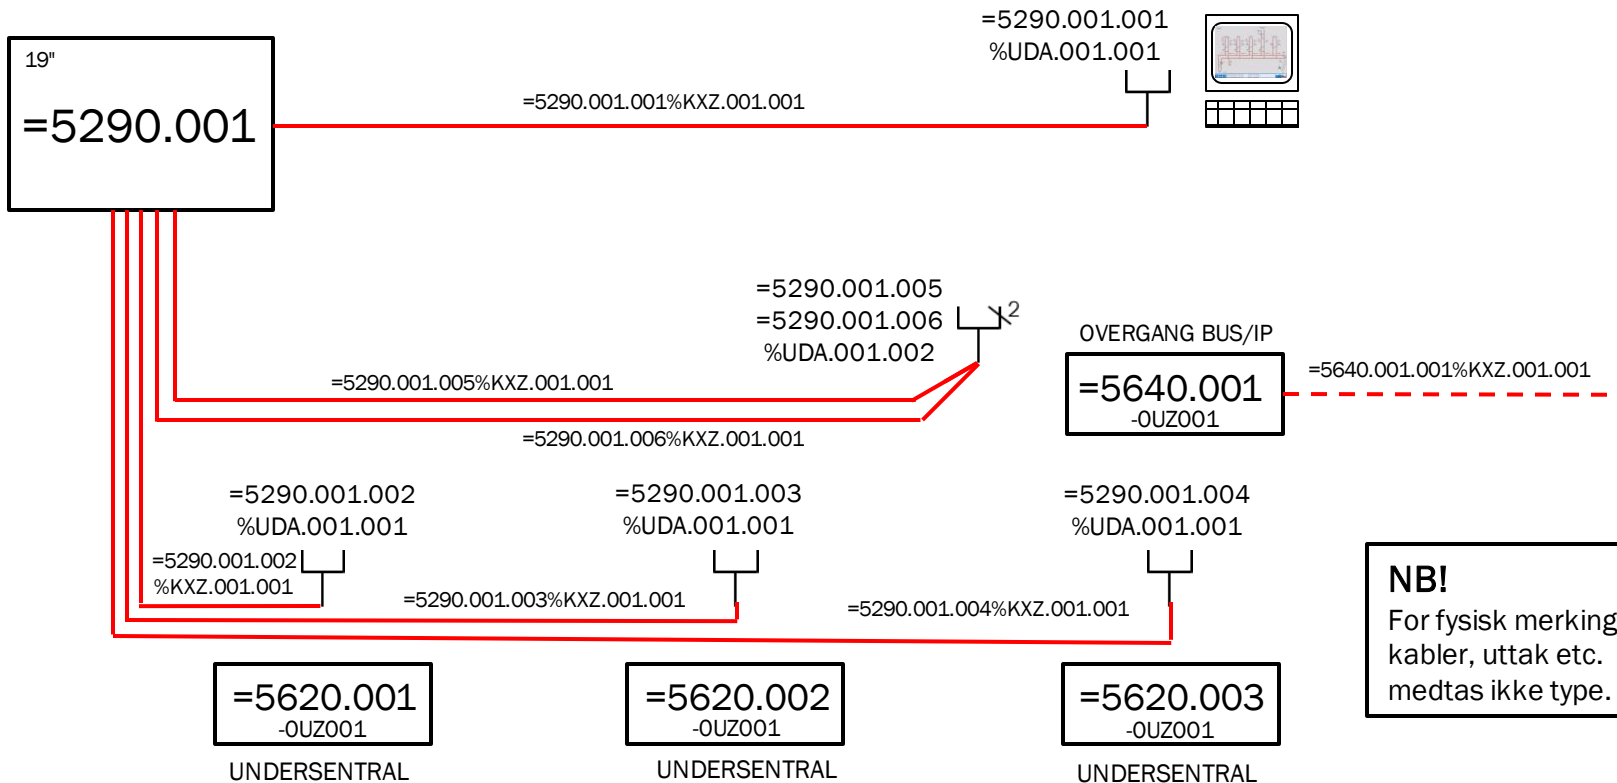 =5290.001.001
%UDA.001.001
19"
=5290.001
=5290.001.001%KXZ.001.001
=5290.001.005
=5290.001.006
%UDA.001.002
2
OVERGANG BUS/IP
=5640.001
-0UZ001
=5640.001.001%KXZ.001.001
=5290.001.005%KXZ.001.001
=5290.001.006%KXZ.001.001
=5290.001.002
%UDA.001.001
=5290.001.003
%UDA.001.001
=5290.001.004
%UDA.001.001
=5290.001.002
%KXZ.001.001
=5290.001.003%KXZ.001.001
=5290.001.004%KXZ.001.001
NB!
For fysisk merking
kabler, uttak etc.
medtas ikke type.
=5620.001
-0UZ001
UNDERSENTRAL
=5620.002
-0UZ001
UNDERSENTRAL
=5620.003
-0UZ001
UNDERSENTRAL